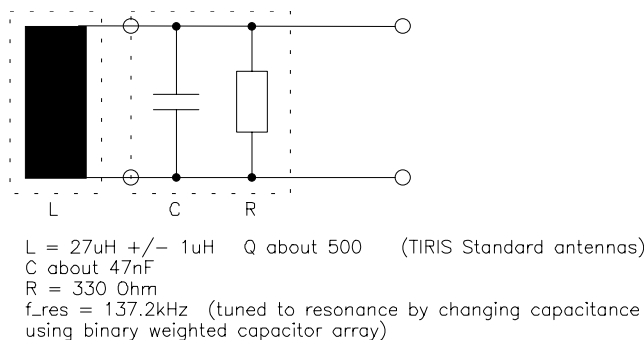 L C R
L = 27uH +/- 1uH Q about 500 (TIRIS Standard antennas)
C about 47nF
R = 330 Ohm
f_res = 137.2kHz (tuned to resonance by changing capacitance
using binary weighted capacitor array)